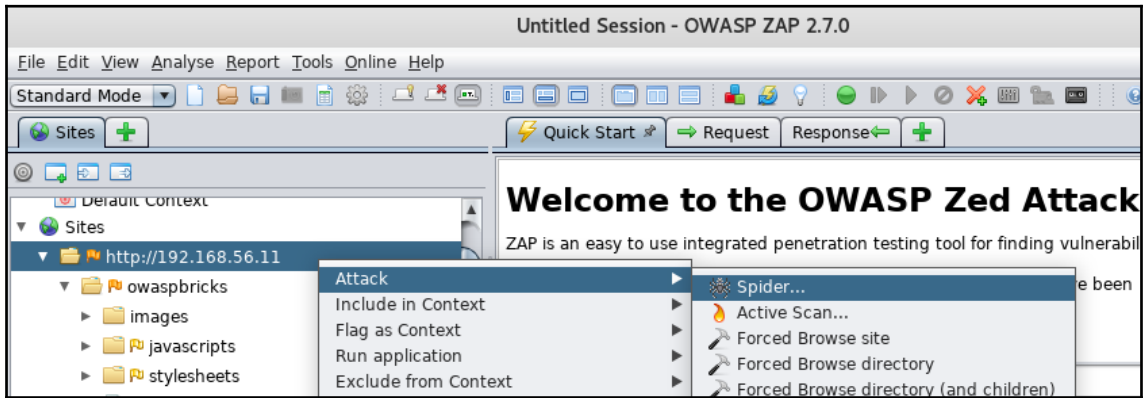 Untitled Session - OWASP ZAP 2.7.0
File Edit View Analyse Report Tools Online Help
Standard Mode
Sites
Quick Start
Request
Response
Default Context
Sites
http://192.168.56.11
owaspbricks
images
javascripts
stylesheets
Attack
Include in Context
Flag as Context
Run application
Exclude from Context
Spider...
Active Scan...
Forced Browse site
Forced Browse directory
Forced Browse directory (and children)
Welcome to the OWASP Zed Attack
ZAP is an easy to use integrated penetration testing tool for finding vulnerabil
e been